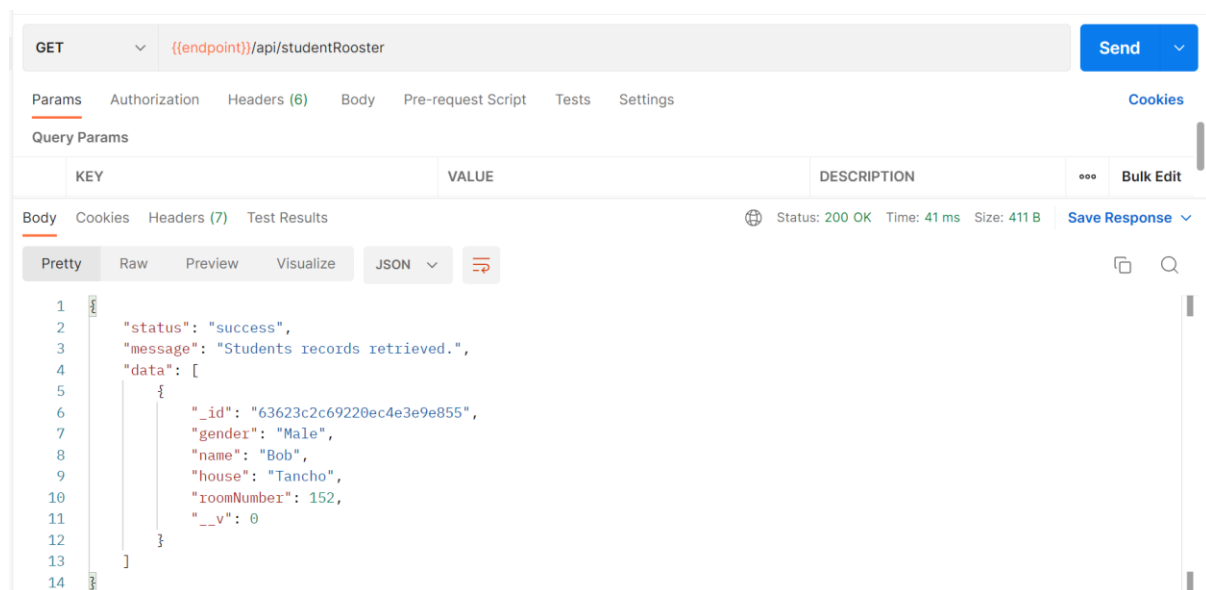 GET {{endpoint}}/api/studentRooster Send
Params Authorization Headers (6) Body Pre-request Script Tests Settings Cookies
Query Params
KEY VALUE DESCRIPTION ooo Bulk Edit
Body Cookies Headers (7) Test Results Status: 200 OK Time: 41 ms Size: 411 B Save Response
Pretty Raw Preview Visualize JSON
1 {
2 "status": "success",
3 "message": "Students records retrieved.",
4 "data": [
5 {
6 "_id": "63623c2c69220ec4e3e9e855",
7 "gender": "Male",
8 "name": "Bob",
9 "house": "Tancho",
10 "roomNumber": 152,
11 "__v": 0
12 }
13 ]
14 }